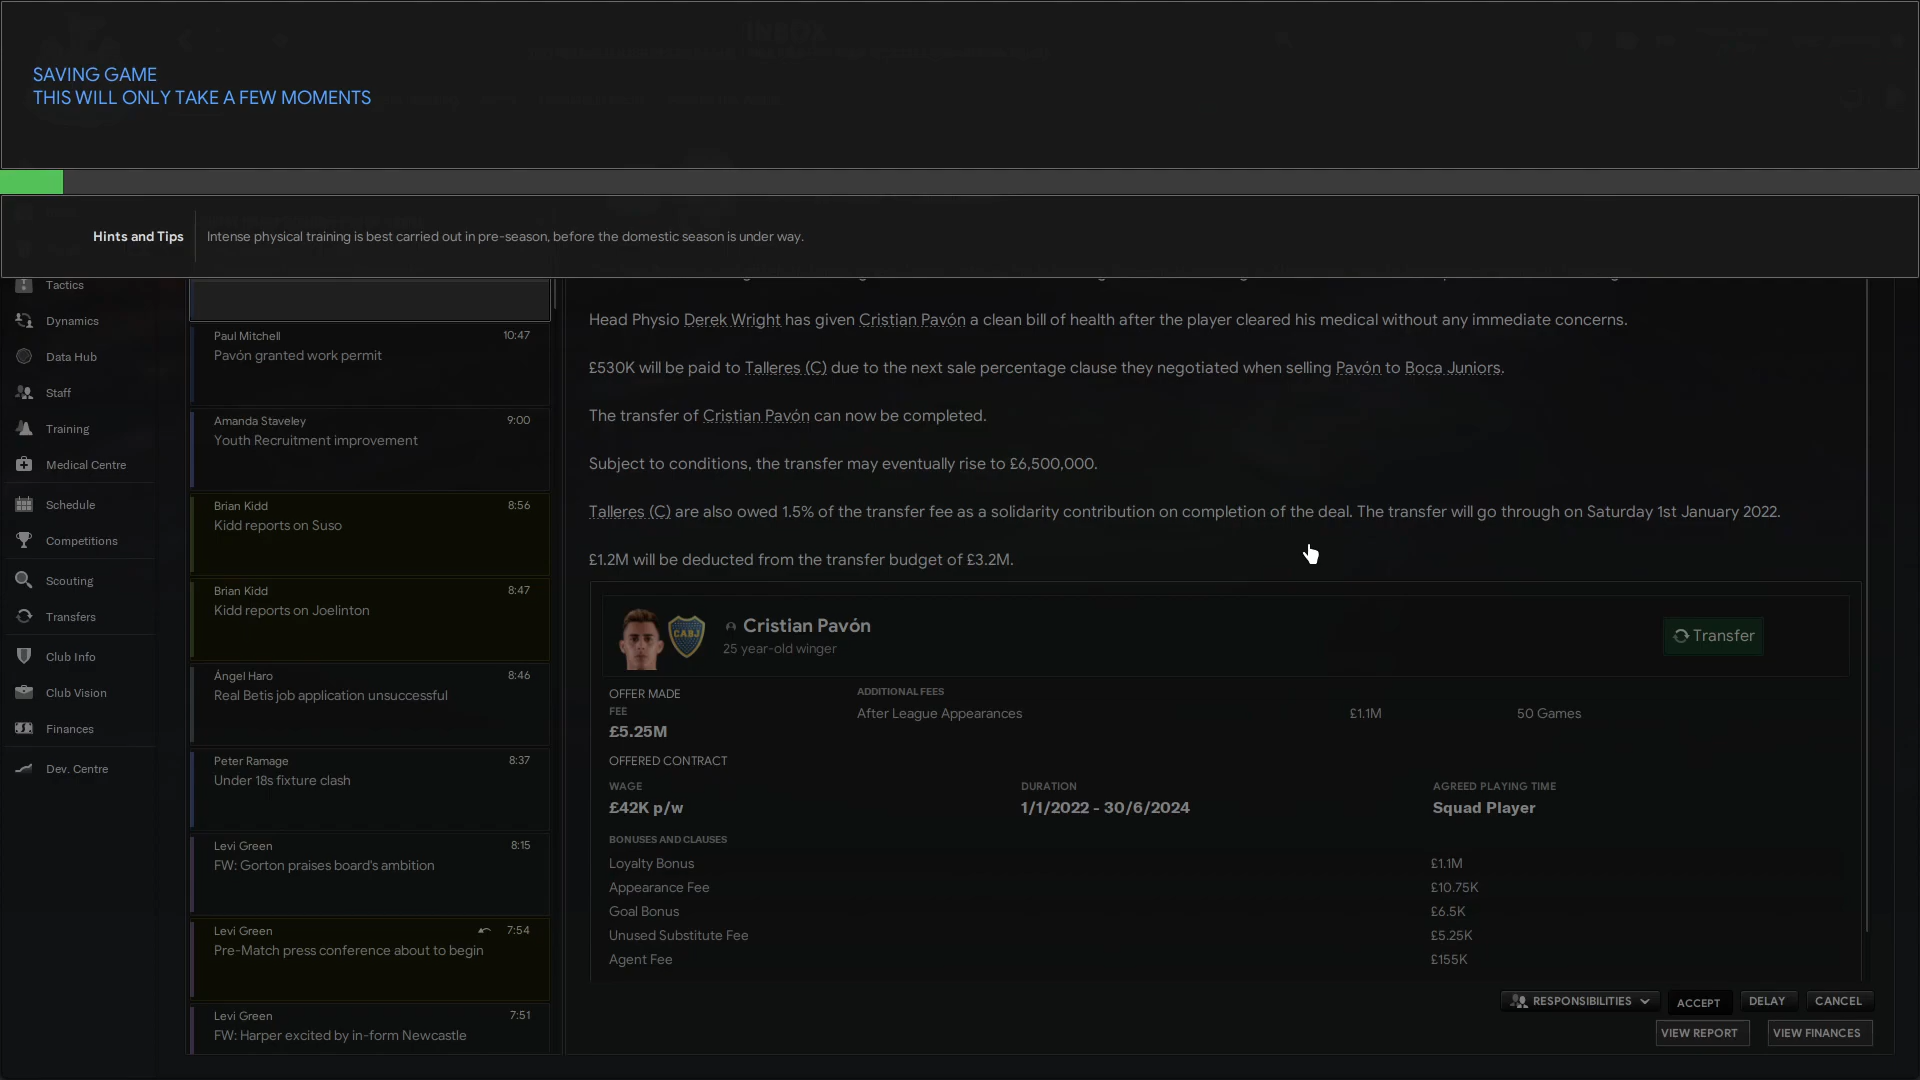 INBOX
SAVING GAME
THIS WILL ONLY TAKE A FEW MOMENTS
Hints and Tips
Intense physical training is best carried out in pre-season, before the domestic season is under way.
Tactics
Dynamics
Data Hub
Staff
Training
Medical Centre
Schedule
Competitions
Scouting
Transfers
Club Info
Club Vision
Finances
Dev. Centre
Paul Mitchell 10:47
Pavón granted work permit
Amanda Staveley 9:00
Youth Recruitment improvement
Brian Kidd 8:56
Kidd reports on Suso
Brian Kidd 8:47
Kidd reports on Joelinton
Ángel Haro 8:46
Real Betis job application unsuccessful
Peter Ramage 8:37
Under 18s fixture clash
Levi Green 8:15
FW: Gorton praises board's ambition
Levi Green 7:54
Pre-Match press conference about to begin
Levi Green 7:51
FW: Harper excited by in-form Newcastle
Head Physio Derek Wright has given Cristian Pavón a clean bill of health after the player cleared his medical without any immediate concerns.
£530K will be paid to Talleres (C) due to the next sale percentage clause they negotiated when selling Pavón to Boca Juniors.
The transfer of Cristian Pavón can now be completed.
Subject to conditions, the transfer may eventually rise to £6,500,000.
Talleres (C) are also owed 1.5% of the transfer fee as a solidarity contribution on completion of the deal. The transfer will go through on Saturday 1st January 2022.
£1.2M will be deducted from the transfer budget of £3.2M.
CABJ
Cristian Pavón
25 year-old winger
Transfer
OFFER MADE
FEE
£5.25M
ADDITIONAL FEES
After League Appearances £1.1M 50 Games
OFFERED CONTRACT
WAGE DURATION AGREED PLAYING TIME
£42K p/w 1/1/2022 - 30/6/2024 Squad Player
BONUSES AND CLAUSES
Loyalty Bonus £1.1M
Appearance Fee £10.75K
Goal Bonus £6.5K
Unused Substitute Fee £5.25K
Agent Fee £155K
RESPONSIBILITIES ACCEPT DELAY CANCEL
VIEW REPORT VIEW FINANCES